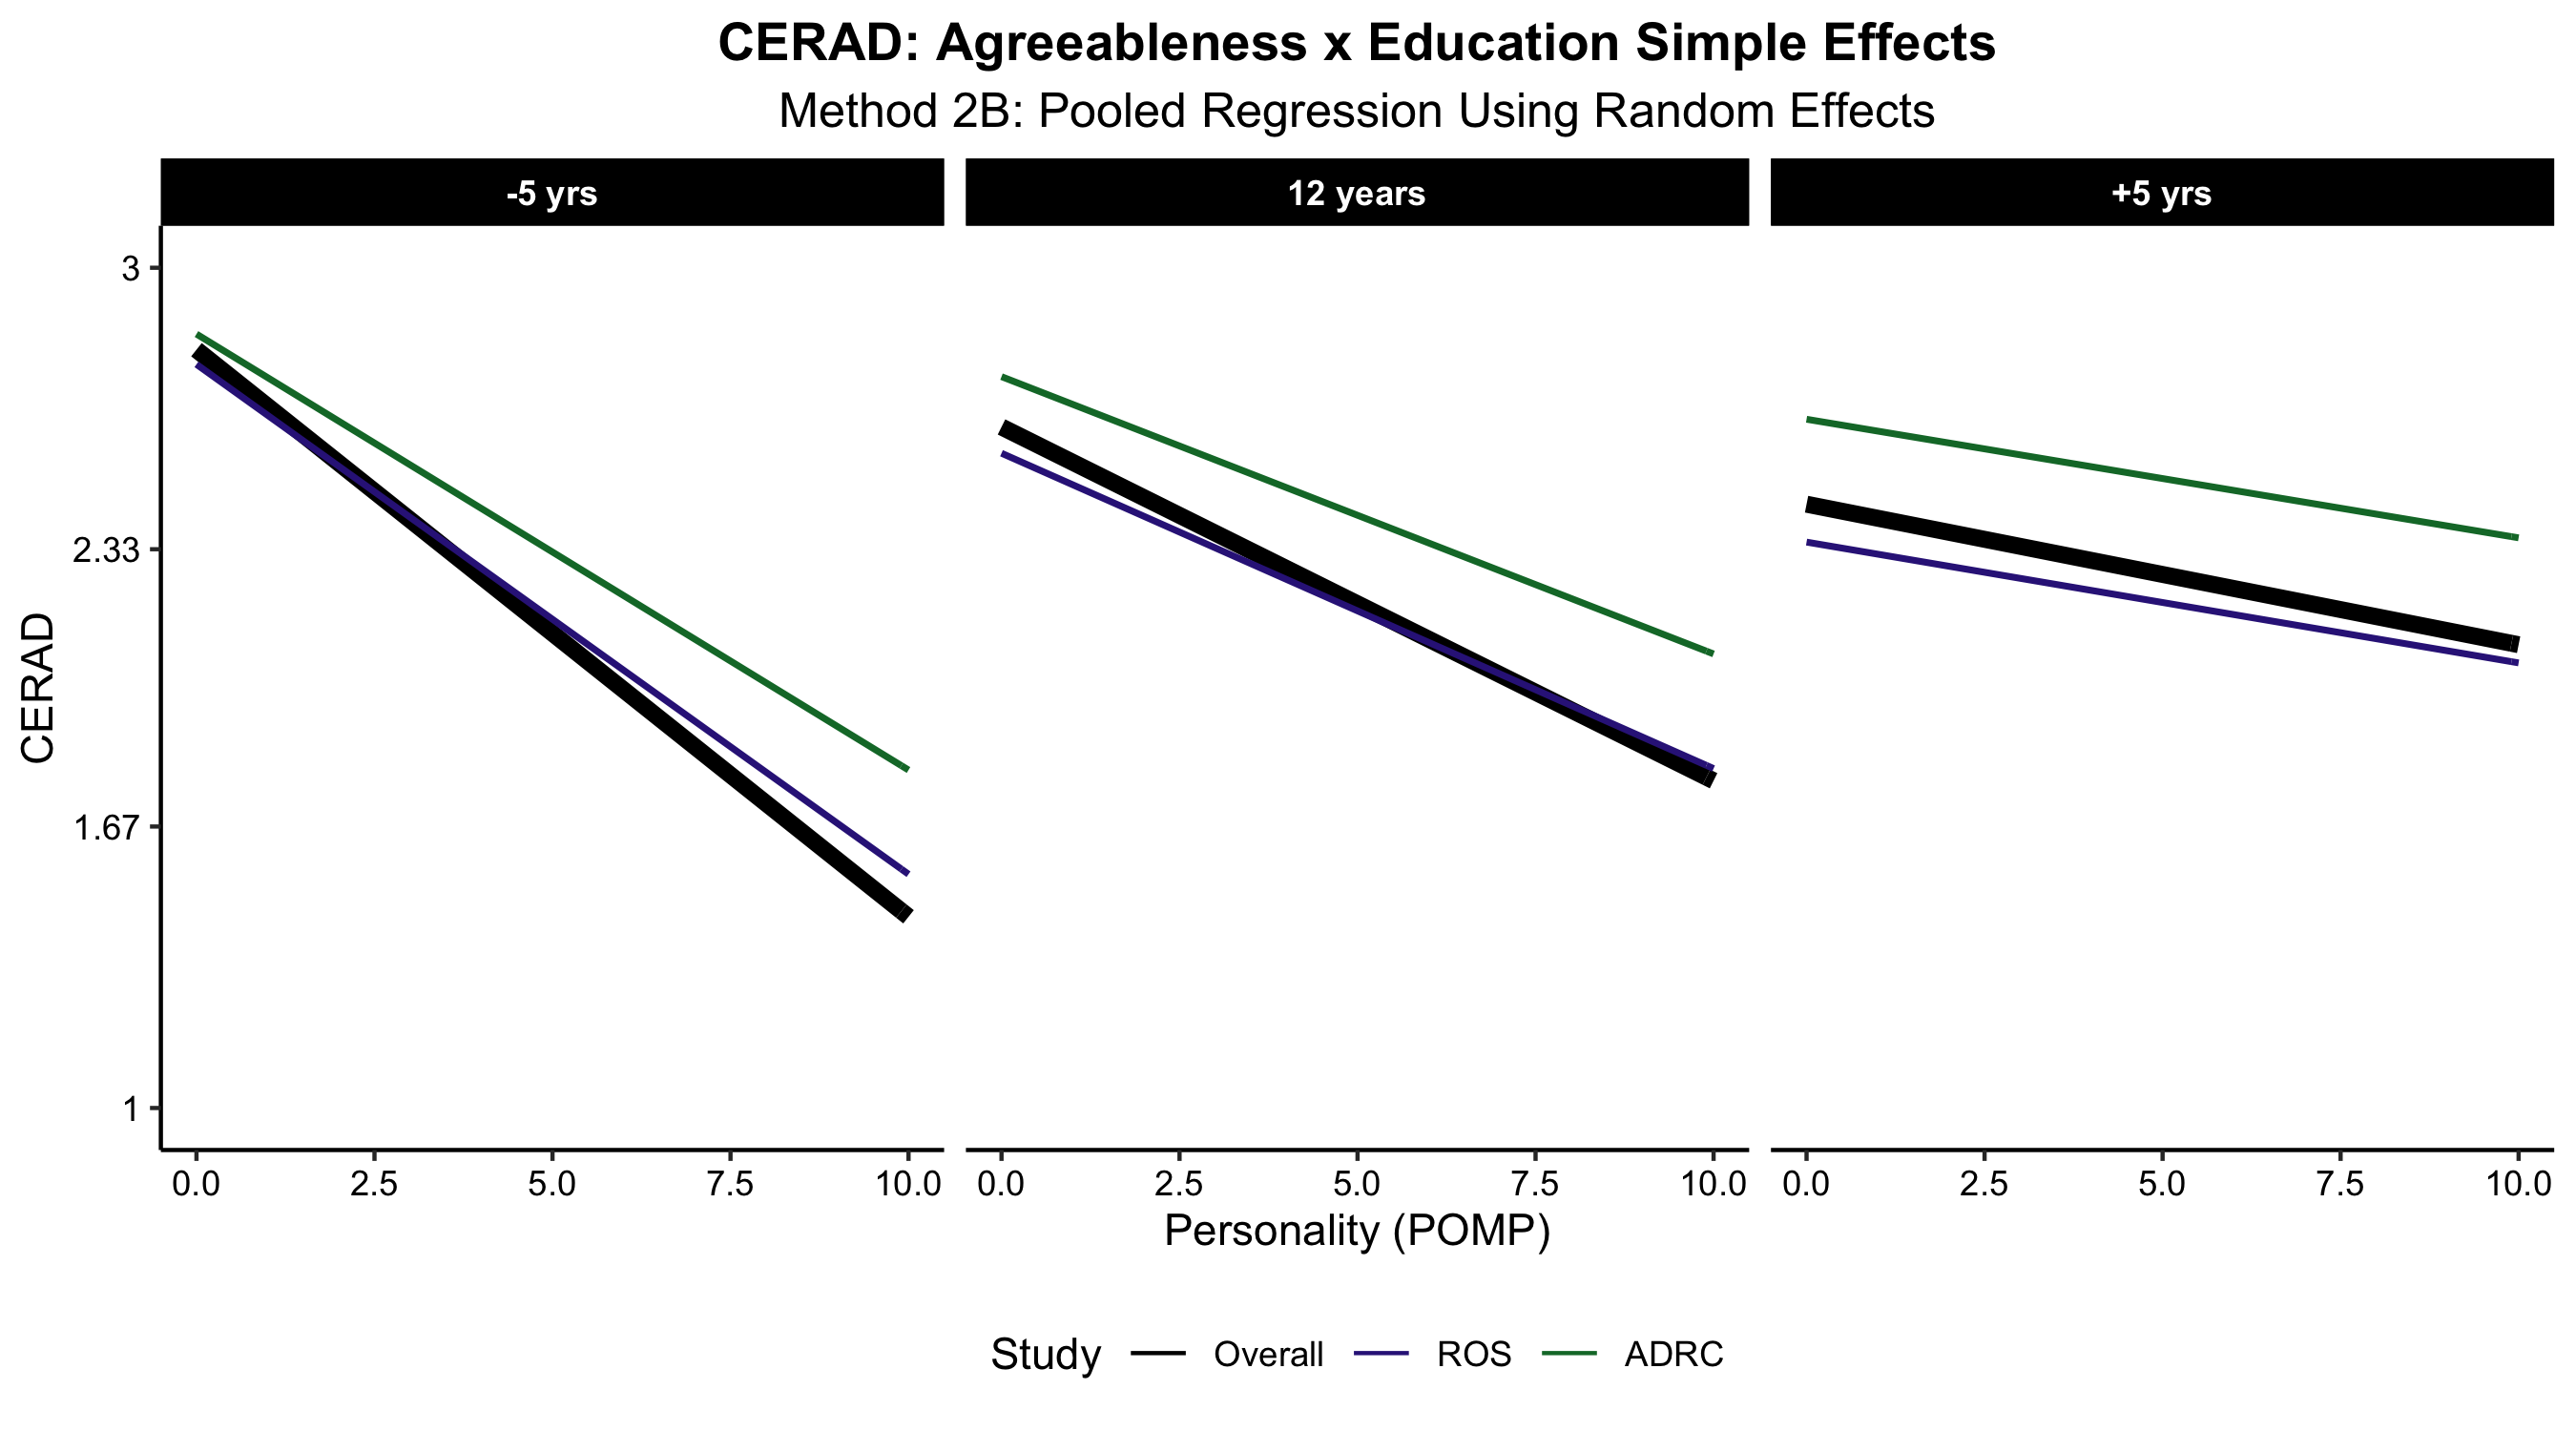 CERAD: Agreeableness x Education Simple Effects
Method 2B: Pooled Regression Using Random Effects
-5 yrs 12 years +5 yrs
3
2.33
1.67
1
CERAD
0.0 2.5 5.0 7.5 10.0 0.0 2.5 5.0 7.5 10.0 0.0 2.5 5.0 7.5 10.0
Personality (POMP)
Study Overall ROS ADRC